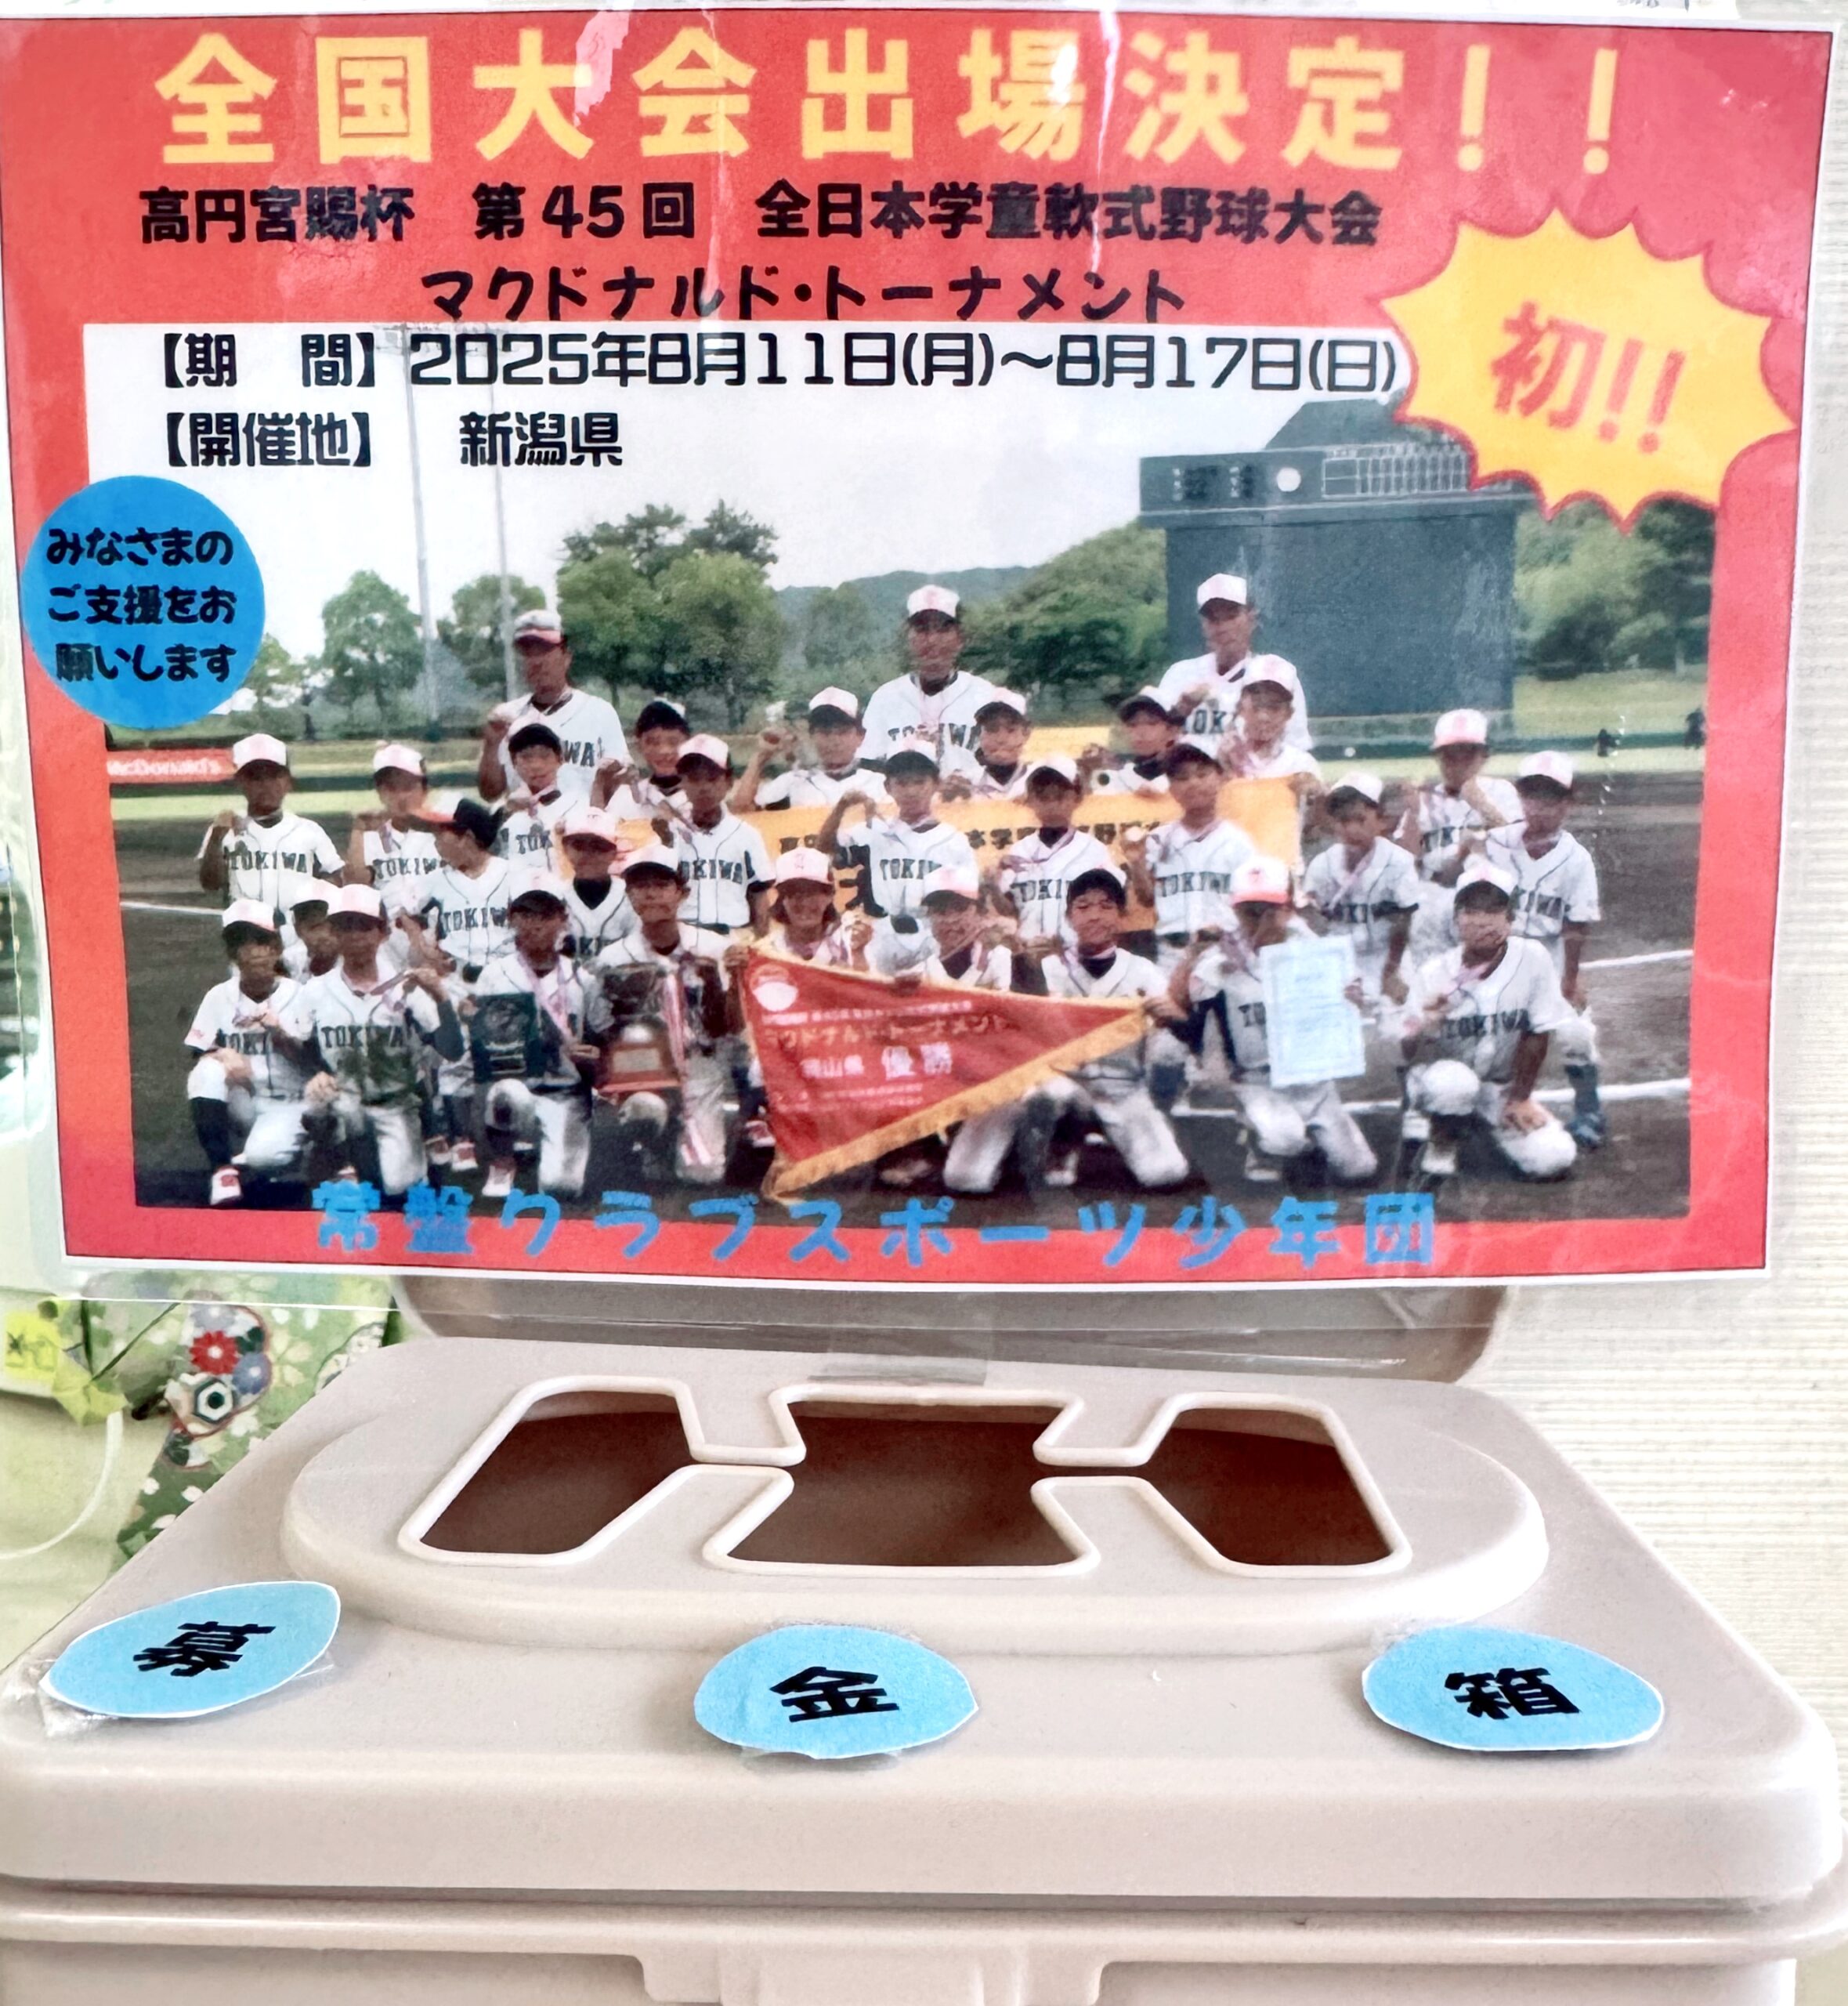 全国大会出場決定！！
高円宮賜杯　第45回　全日本学童軟式野球大会
マクドナルド・トーナメント
初!!
【期　間】2025年8月11日(月)～8月17日(日)
【開催地】　新潟県
みなさまの
ご支援をお
願いします
McDonald's
TOKIWA
マクドナルド・トーナメント
優勝
常盤クラブスポーツ少年団
募金箱